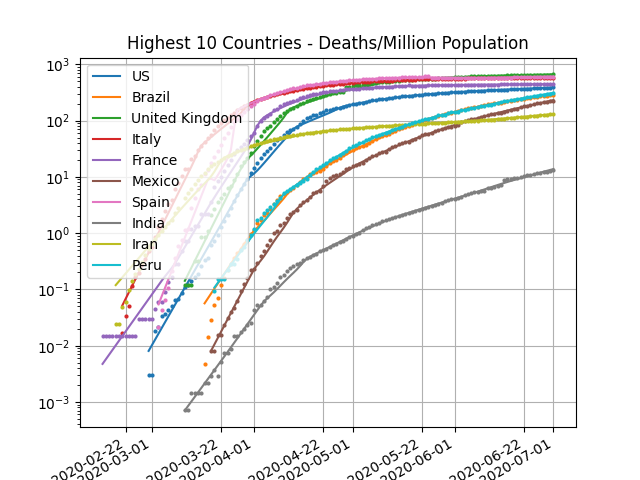 Highest 10 Countries - Deaths/Million Population
10³
10²
10¹
10⁰
10⁻¹
10⁻²
10⁻³
US
Brazil
United Kingdom
Italy
France
Mexico
Spain
India
Iran
Peru
2020-02-22
2020-03-01
2020-03-22
2020-04-01
2020-04-22
2020-05-01
2020-05-22
2020-06-01
2020-06-22
2020-07-01